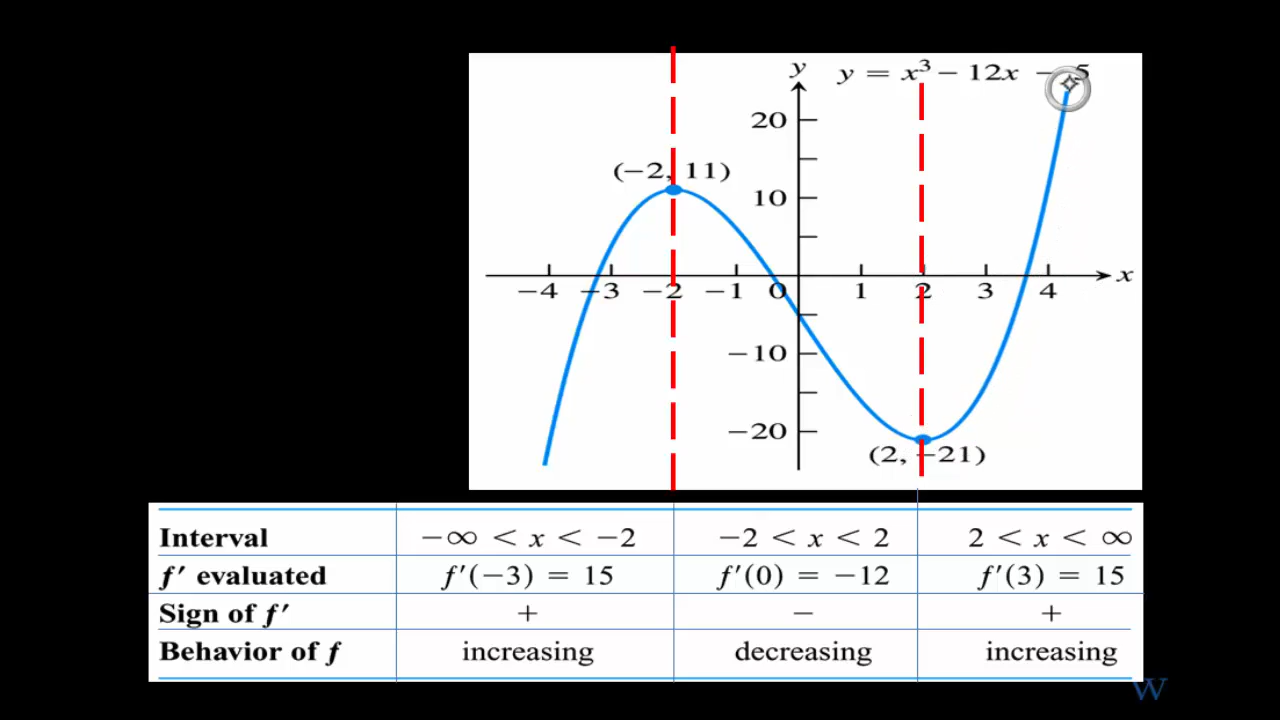 y
y = x³ − 12x − 5
20
(−2, 11)
10
x
−4 −3 −2 −1 0 1 2 3 4
−10
−20
(2, −21)
Interval −∞ < x < −2 −2 < x < 2 2 < x < ∞
f′ evaluated f′(−3) = 15 f′(0) = −12 f′(3) = 15
Sign of f′ + − +
Behavior of f increasing decreasing increasing
W